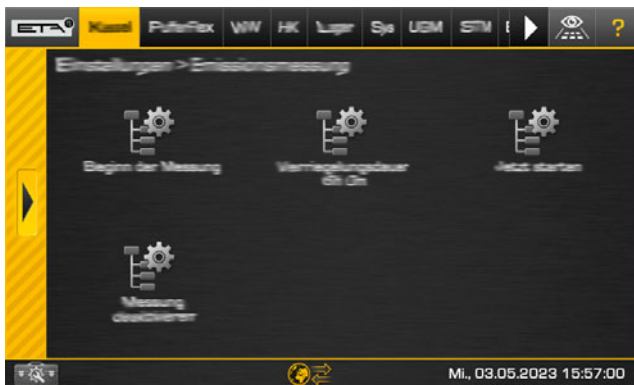 ETA Kessel PufferFlex WW HK Lager Sys UGM STM ?
Einstellungen > Emissionsmessung
Beginn der Messung
Verriegelungsdauer
6h 0m
Jetzt starten
Messung
deaktivieren
Mi., 03.05.2023 15:57:00